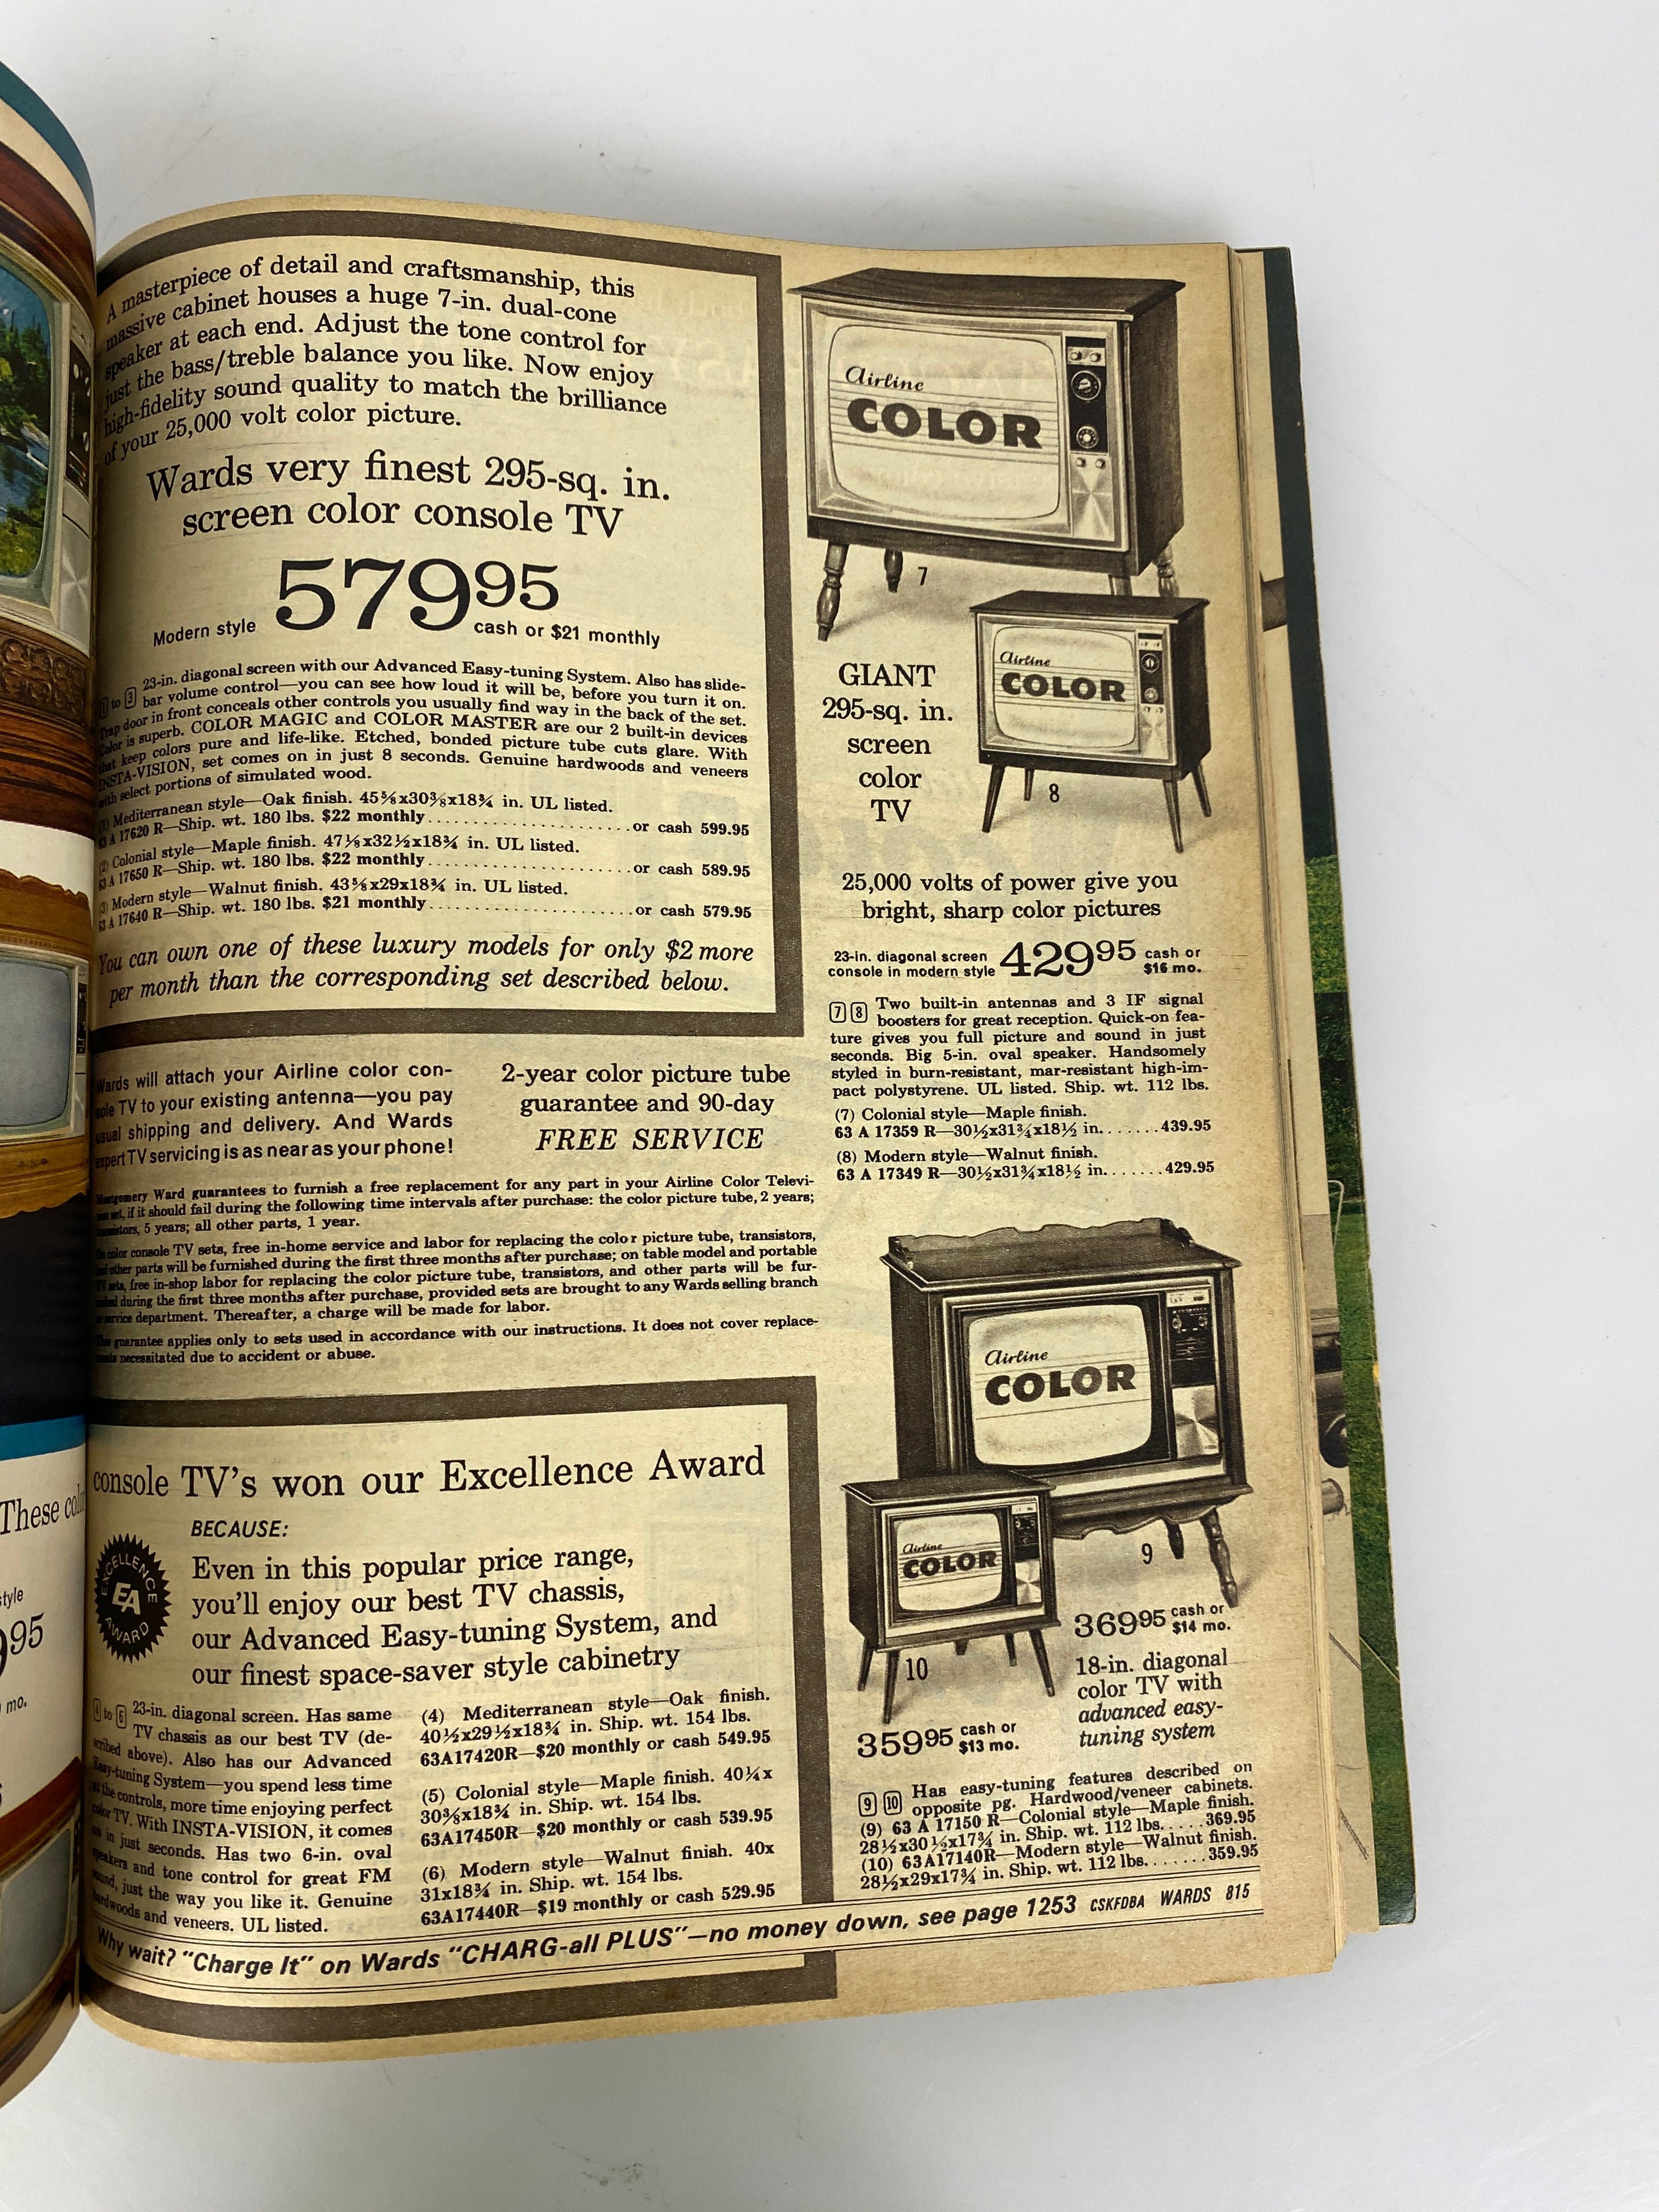 A masterpiece of detail and craftsmanship, this
massive cabinet houses a huge 7-in. dual-cone
speaker at each end. Adjust the tone control for
just the bass/treble balance you like. Now enjoy
high-fidelity sound quality to match the brilliance
of your 25,000 volt color picture.
Wards very finest 295-sq. in.
screen color console TV
Modern style 579 95 cash or $21 monthly
1 to 3 23-in. diagonal screen with our Advanced Easy-tuning System. Also has slide-
bar volume control—you can see how loud it will be, before you turn it on.
Trap door in front conceals other controls you usually find way in the back of the set.
Color is superb. COLOR MAGIC and COLOR MASTER are our 2 built-in devices
that keep colors pure and life-like. Etched, bonded picture tube cuts glare. With
INSTA-VISION, set comes on in just 8 seconds. Genuine hardwoods and veneers
with select portions of simulated wood.
(1) Mediterranean style—Oak finish. 45⅝x30⅜x18¾ in. UL listed.
63 A 17620 R—Ship. wt. 180 lbs. $22 monthly........................or cash 599.95
(2) Colonial style—Maple finish. 47⅛x32½x18¾ in. UL listed.
63 A 17650 R—Ship. wt. 180 lbs. $22 monthly........................or cash 589.95
(3) Modern style—Walnut finish. 43⅝x29x18¾ in. UL listed.
63 A 17640 R—Ship. wt. 180 lbs. $21 monthly........................or cash 579.95
You can own one of these luxury models for only $2 more
per month than the corresponding set described below.
Wards will attach your Airline color con-
sole TV to your existing antenna—you pay
usual shipping and delivery. And Wards
expert TV servicing is as near as your phone!
2-year color picture tube
guarantee and 90-day
FREE SERVICE
Montgomery Ward guarantees to furnish a free replacement for any part in your Airline Color Televi-
set, if it should fail during the following time intervals after purchase: the color picture tube, 2 years;
transistors, 5 years; all other parts, 1 year.
color console TV sets, free in-home service and labor for replacing the color picture tube, transistors,
other parts will be furnished during the first three months after purchase; on table model and portable
TV sets, free in-shop labor for replacing the color picture tube, transistors, and other parts will be fur-
during the first three months after purchase, provided sets are brought to any Wards selling branch
service department. Thereafter, a charge will be made for labor.
This guarantee applies only to sets used in accordance with our instructions. It does not cover replace-
necessitated due to accident or abuse.
console TV's won our Excellence Award
EXCELLENCE
EA
AWARD
BECAUSE:
Even in this popular price range,
you'll enjoy our best TV chassis,
our Advanced Easy-tuning System, and
our finest space-saver style cabinetry
4 to 6 23-in. diagonal screen. Has same
TV chassis as our best TV (de-
scribed above). Also has our Advanced
Easy-tuning System—you spend less time
at the controls, more time enjoying perfect
color TV. With INSTA-VISION, it comes
on in just seconds. Has two 6-in. oval
speakers and tone control for great FM
sound, just the way you like it. Genuine
hardwoods and veneers. UL listed.
(4) Mediterranean style—Oak finish.
40½x29½x18¾ in. Ship. wt. 154 lbs.
63A17420R—$20 monthly or cash 549.95
(5) Colonial style—Maple finish. 40¼x
30⅜x18¾ in. Ship. wt. 154 lbs.
63A17450R—$20 monthly or cash 539.95
(6) Modern style—Walnut finish. 40x
31x18¾ in. Ship. wt. 154 lbs.
63A17440R—$19 monthly or cash 529.95
Airline
COLOR
7
Airline
COLOR
8
GIANT
295-sq. in.
screen
color
TV
25,000 volts of power give you
bright, sharp color pictures
23-in. diagonal screen
console in modern style 429 95 cash or
$16 mo.
7 8 Two built-in antennas and 3 IF signal
boosters for great reception. Quick-on fea-
ture gives you full picture and sound in just
seconds. Big 5-in. oval speaker. Handsomely
styled in burn-resistant, mar-resistant high-im-
pact polystyrene. UL listed. Ship. wt. 112 lbs.
(7) Colonial style—Maple finish.
63 A 17359 R—30½x31¾x18½ in.......439.95
(8) Modern style—Walnut finish.
63 A 17349 R—30½x31¾x18½ in.......429.95
Airline
COLOR
9
Airline
COLOR
10
369 95 cash or
$14 mo.
18-in. diagonal
color TV with
advanced easy-
tuning system
359 95 cash or
$13 mo.
9 10 Has easy-tuning features described on
opposite pg. Hardwood/veneer cabinets.
(9) 63 A 17150 R—Colonial style—Maple finish.
28½x30½x17¾ in. Ship. wt. 112 lbs......369.95
(10) 63A17140R—Modern style—Walnut finish.
28½x29x17¾ in. Ship. wt. 112 lbs........359.95
Why wait? "Charge It" on Wards "CHARG-all PLUS"—no money down, see page 1253 CSKFDBA WARDS 815
These
style
95
mo.